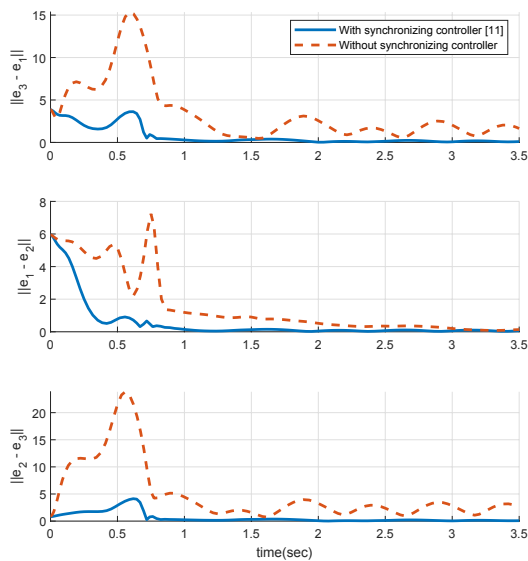 With synchronizing controller [11]
Without synchronizing controller
||e₃ - e₁||
15
10
5
0
0 0.5 1 1.5 2 2.5 3 3.5
||e₁ - e₂||
8
6
4
2
0
0 0.5 1 1.5 2 2.5 3 3.5
||e₂ - e₃||
20
15
10
5
0
0 0.5 1 1.5 2 2.5 3 3.5
time(sec)